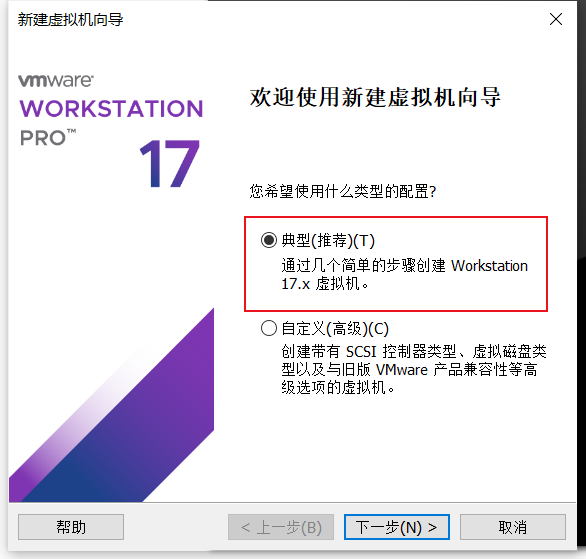 新建虚拟机向导
vmware
WORKSTATION
PRO™
17
欢迎使用新建虚拟机向导
您希望使用什么类型的配置?
典型(推荐)(T)
通过几个简单的步骤创建 Workstation
17.x 虚拟机。
自定义(高级)(C)
创建带有 SCSI 控制器类型、虚拟磁盘类
型以及与旧版 VMware 产品兼容性等高
级选项的虚拟机。
帮助
< 上一步(B)
下一步(N) >
取消